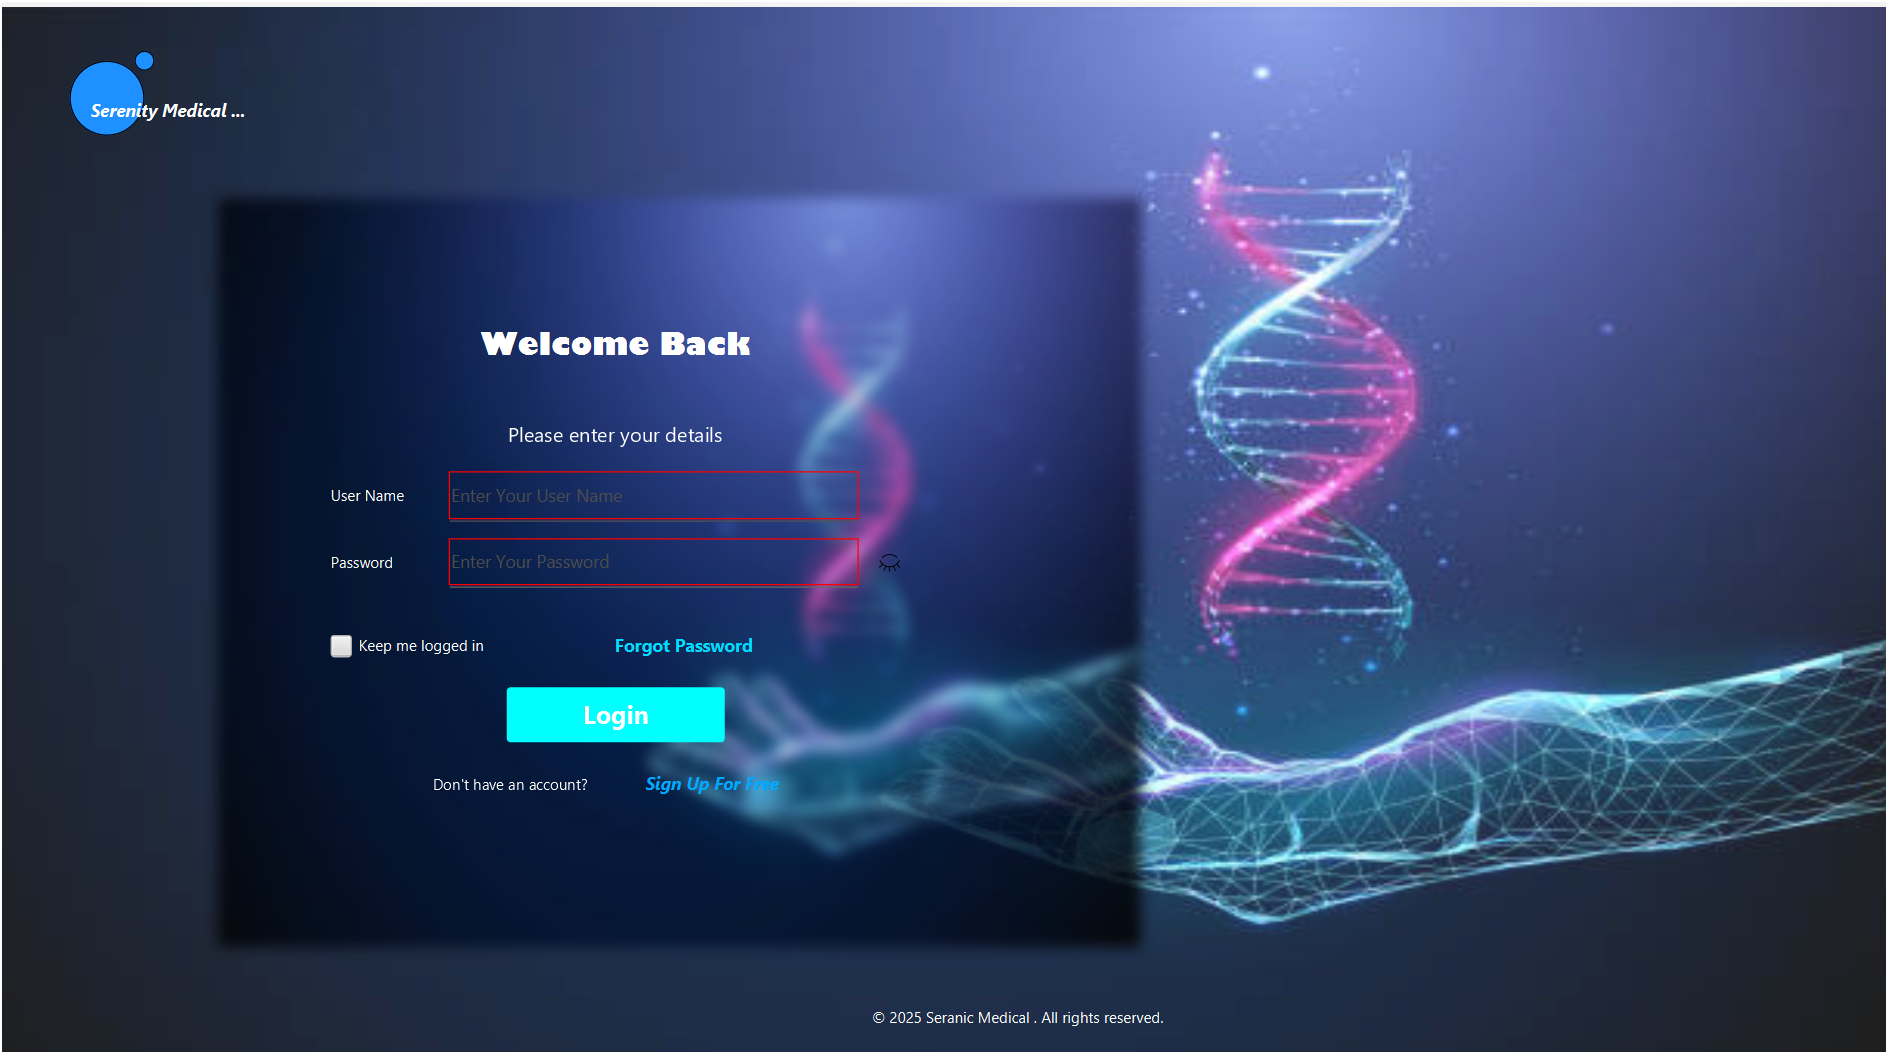 Serenity Medical ...
Welcome Back
Please enter your details
User Name
Enter Your User Name
Password
Enter Your Password
Keep me logged in
Forgot Password
Login
Don't have an account?
Sign Up For Free
© 2025 Seranic Medical . All rights reserved.